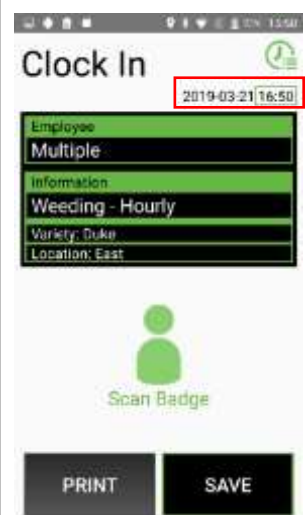 Clock In
2019-03-21 16:50
Employee
Multiple
Information
Weeding - Hourly
Variety: Duke
Location: East
Scan Badge
PRINT
SAVE